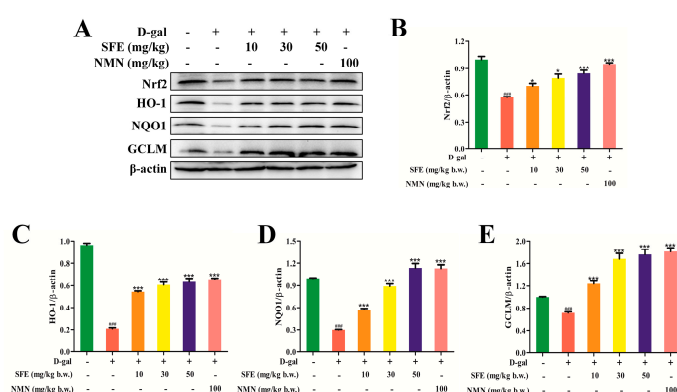 A
D-gal - + + + + +
SFE (mg/kg) - - 10 30 50 -
NMN (mg/kg) - - - - - 100
Nrf2
HO-1
NQO1
GCLM
β-actin
B
Nrf2/β-actin
1.2
0.9
0.6
0.3
0.0
### * * *** ***
D-gal - + + + + +
SFE (mg/kg b.w.) - - 10 30 50 -
NMN (mg/kg b.w.) - - - - - 100
C
HO-1/β-actin
1.0
0.8
0.6
0.4
0.2
0.0
### *** *** *** ***
D-gal - + + + + +
SFE (mg/kg b.w.) - - 10 30 50 -
NMN (mg/kg b.w.) - - - - - 100
D
NQO1/β-actin
1.5
1.2
0.9
0.6
0.3
0.0
### *** *** *** ***
D-gal - + + + + +
SFE (mg/kg b.w.) - - 10 30 50 -
NMN (mg/kg b.w.) - - - - - 100
E
GCLM/β-actin
2.0
1.6
1.2
0.8
0.4
0.0
### *** *** *** ***
D-gal - + + + + +
SFE (mg/kg b.w.) - - 10 30 50 -
NMN (mg/kg b.w.) - - - - - 100